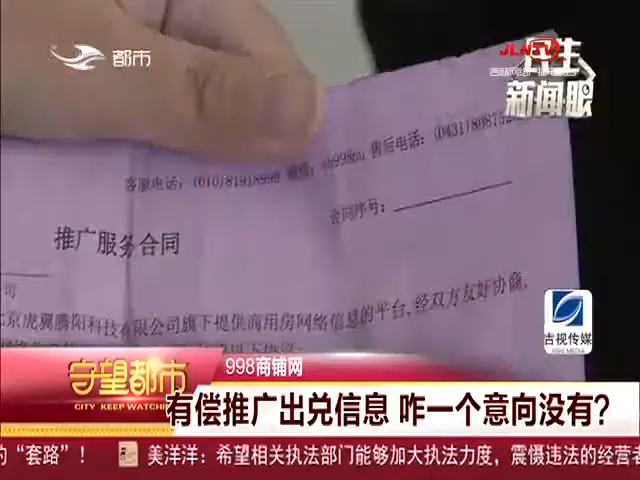 都市
JLNTV
民生
新闻眼
客服电话：(010)81918998 售后电话：(0431)
合同序号：
推广服务合同
司
北京虎翼腾阳科技有限公司旗下提供商用房网络信息的平台，经双方友好协商，
吉视传媒
JISHI MEDIA
守望都市
CITY KEEP WATCHING
998商铺网
有偿推广出兑信息 咋一个意向没有？
的“套路”！ 美洋洋：希望相关执法部门能够加大执法力度，震慑违法的经营者